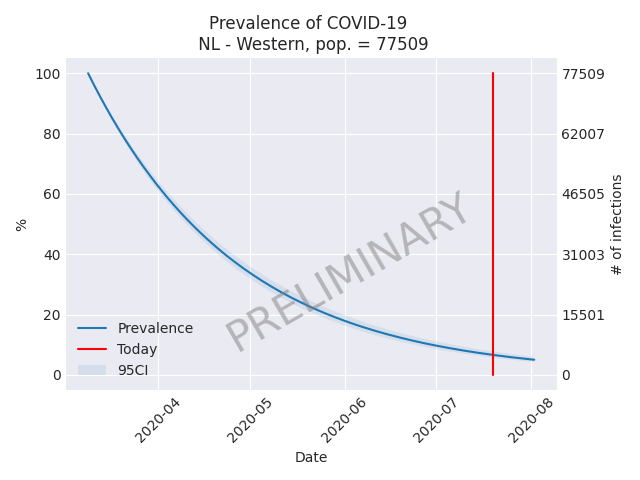 Prevalence of COVID-19
NL - Western, pop. = 77509
100
80
60
40
20
0
%
77509
62007
46505
31003
15501
0
# of infections
PRELIMINARY
Prevalence
Today
95CI
2020-04
2020-05
2020-06
2020-07
2020-08
Date